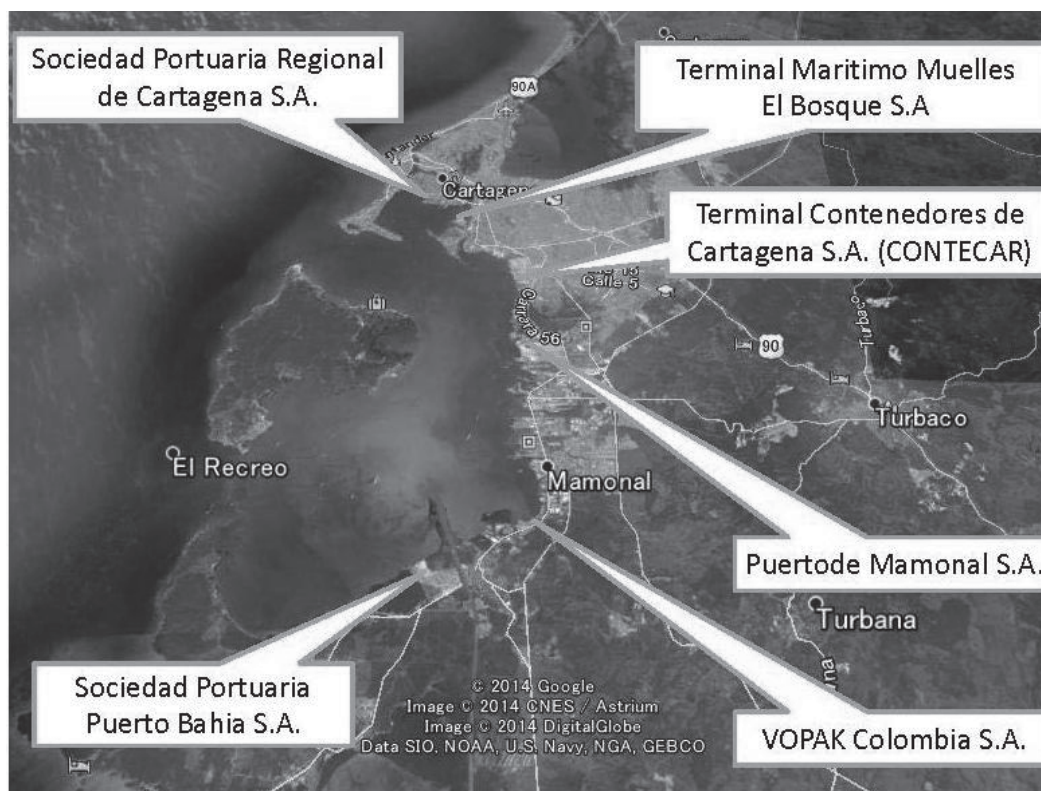 Sociedad Portuaria Regional
de Cartagena S.A.
Terminal Maritimo Muelles
El Bosque S.A
90A
Cartagen
Terminal Contenedores de
Cartagena S.A. (CONTECAR)
Calle 5
Carrera 56
90
Turbaco
Turbaco
El Recreo
Mamonal
Puertode Mamonal S.A.
Turbana
Sociedad Portuaria
Puerto Bahia S.A.
© 2014 Google
Image © 2014 CNES / Astrium
Image © 2014 DigitalGlobe
Data SIO, NOAA, U.S. Navy, NGA, GEBCO
VOPAK Colombia S.A.